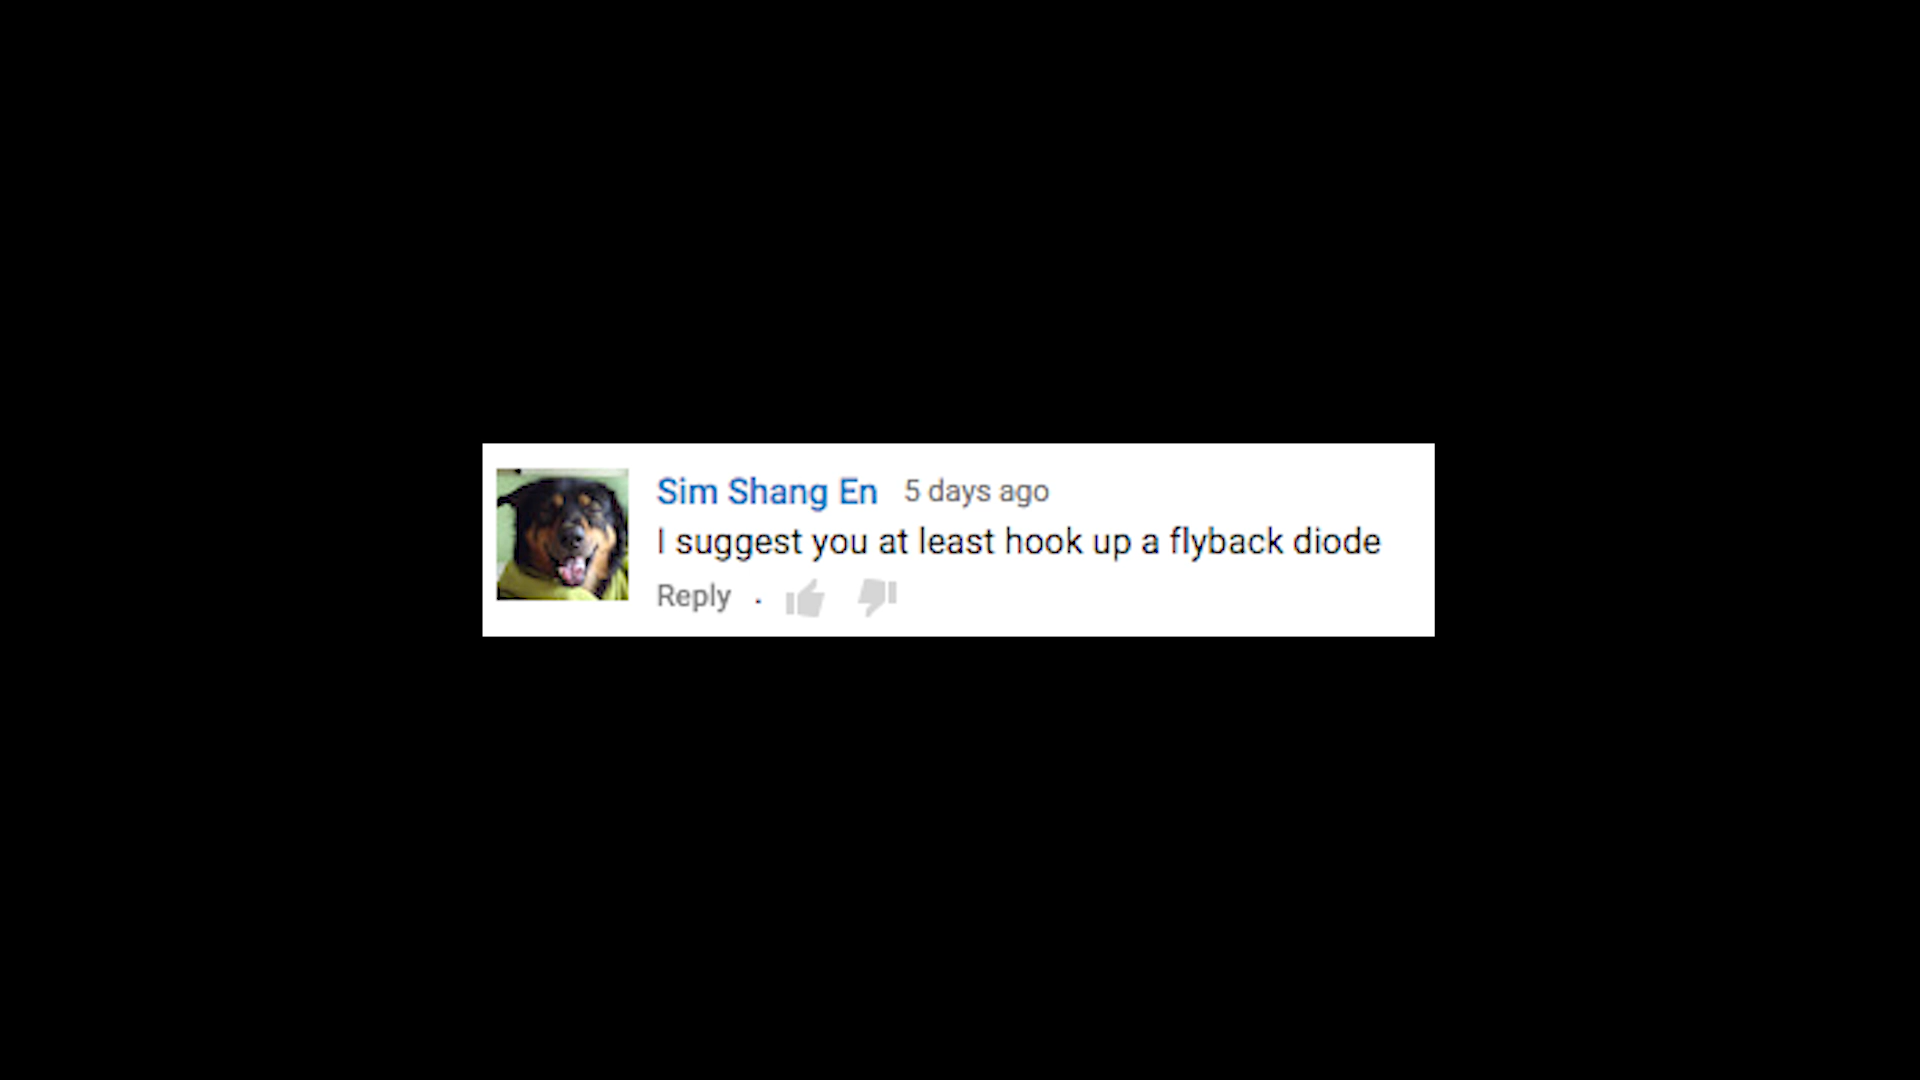 Sim Shang En 5 days ago
I suggest you at least hook up a flyback diode
Reply .